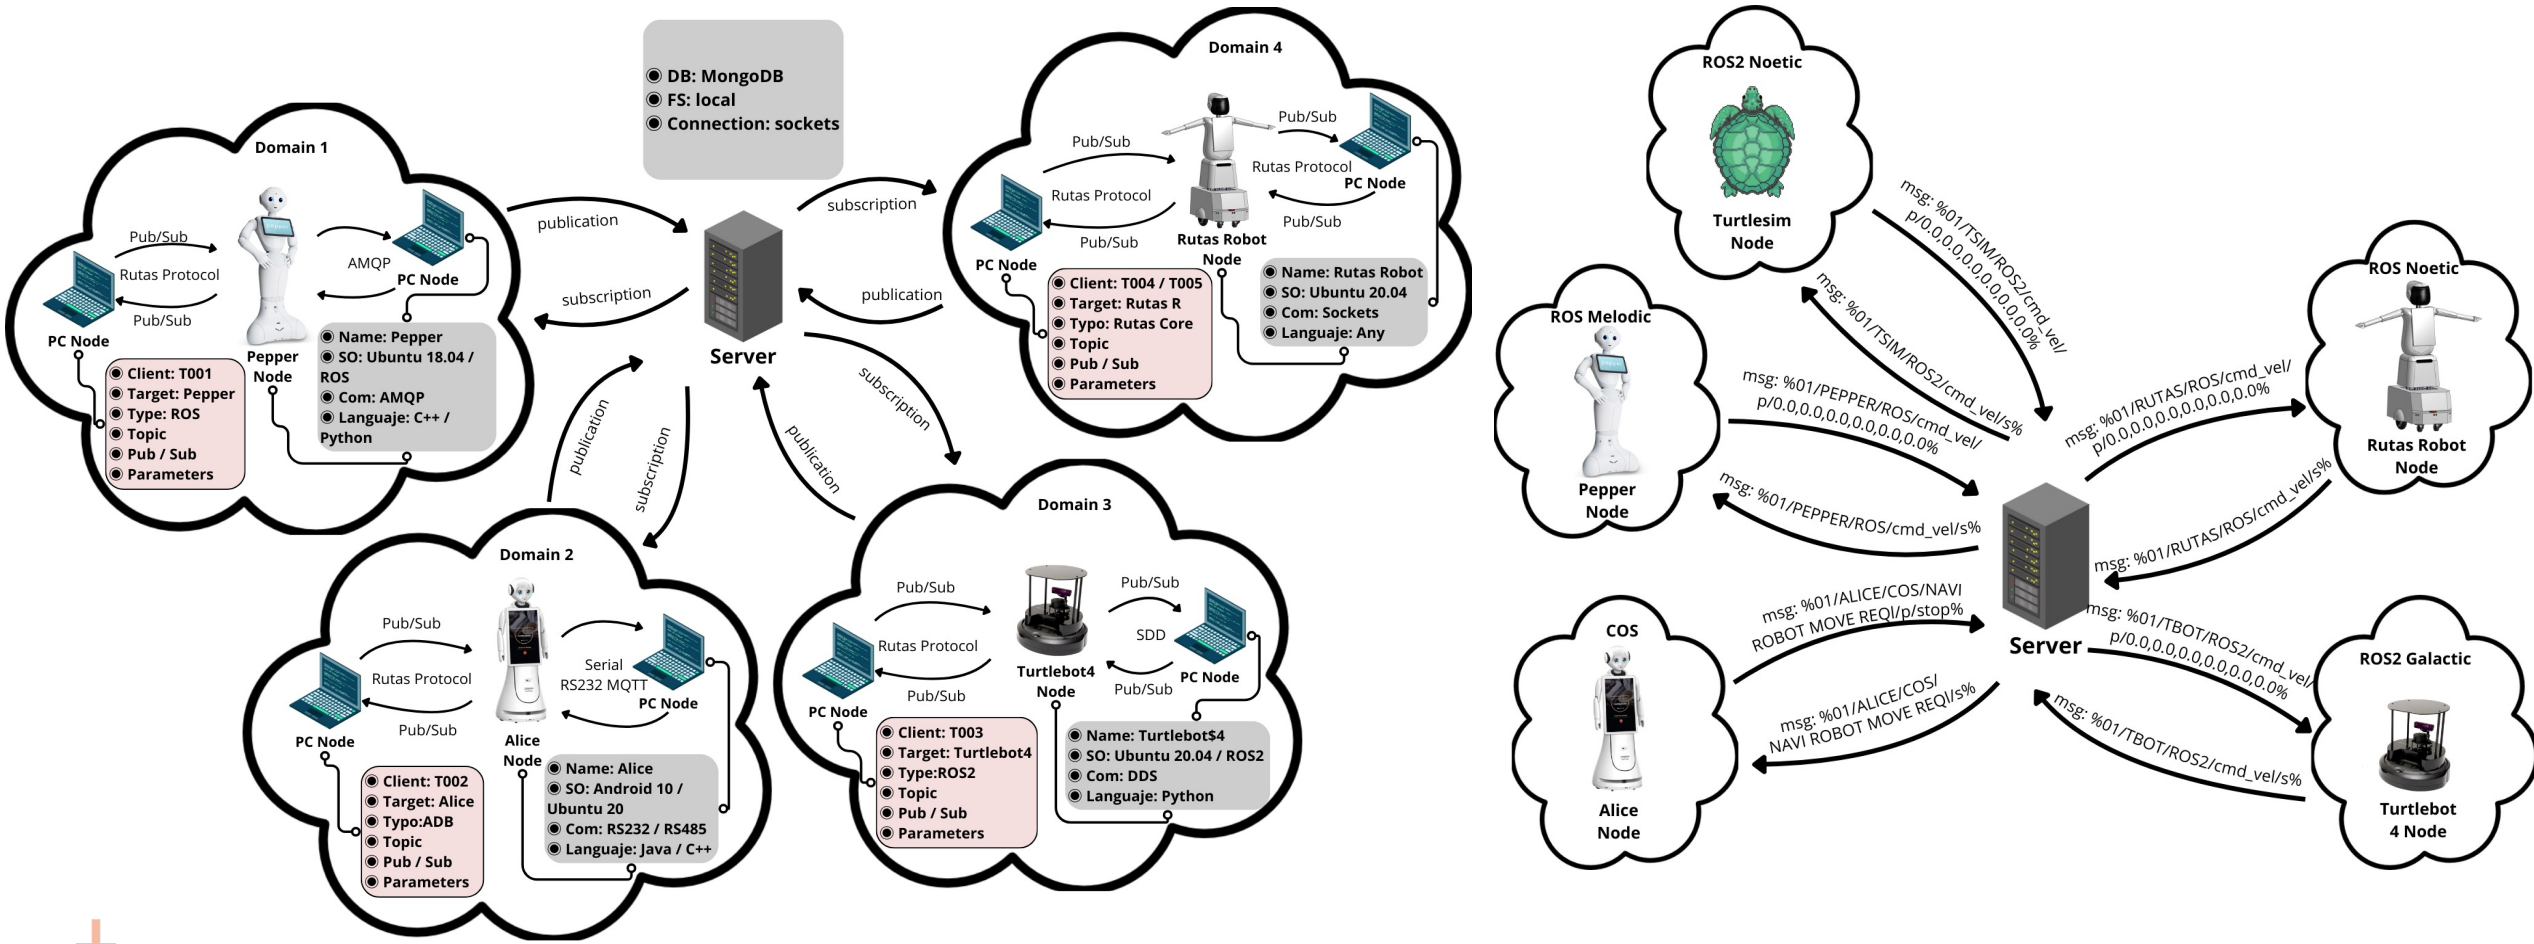 DB: MongoDB
FS: local
Connection: sockets
Domain 1
Pub/Sub
Rutas Protocol
Pub/Sub
AMQP
PC Node
PC Node
pepper
Pepper
Node
Client: T001
Target: Pepper
Type: ROS
Topic
Pub / Sub
Parameters
Name: Pepper
SO: Ubuntu 18.04 /
ROS
Com: AMQP
Languaje: C++ /
Python
publication
subscription
Server
subscription
publication
publication
subscription
publication
subscription
Domain 4
Pub/Sub
Rutas Protocol
Pub/Sub
Pub/Sub
Rutas Protocol
Pub/Sub
PC Node
PC Node
Rutas Robot
Node
Client: T004 / T005
Target: Rutas R
Typo: Rutas Core
Topic
Pub / Sub
Parameters
Name: Rutas Robot
SO: Ubuntu 20.04
Com: Sockets
Languaje: Any
Domain 2
Pub/Sub
Rutas Protocol
Pub/Sub
Serial
RS232 MQTT
PC Node
PC Node
Alice
Node
Client: T002
Target: Alice
Typo:ADB
Topic
Pub / Sub
Parameters
Name: Alice
SO: Android 10 /
Ubuntu 20
Com: RS232 / RS485
Languaje: Java / C++
Domain 3
Pub/Sub
Rutas Protocol
Pub/Sub
Pub/Sub
SDD
Pub/Sub
PC Node
PC Node
Turtlebot4
Node
Client: T003
Target: Turtlebot4
Type:ROS2
Topic
Pub / Sub
Parameters
Name: Turtlebot$4
SO: Ubuntu 20.04 / ROS2
Com: DDS
Languaje: Python
ROS2 Noetic
Turtlesim
Node
msg: %01/TSIM/ROS2/cmd_vel/
p/0.0,0.0,0.0,0.0,0.0,0.0%
msg: %01/TSIM/ROS2/cmd_vel/s%
ROS Melodic
Pepper
Node
msg: %01/PEPPER/ROS/cmd_vel/
p/0.0,0.0,0.0,0.0,0.0,0.0%
msg: %01/PEPPER/ROS/cmd_vel/s%
ROS Noetic
Rutas Robot
Node
msg: %01/RUTAS/ROS/cmd_vel/
p/0.0,0.0,0.0,0.0,0.0,0.0%
msg: %01/RUTAS/ROS/cmd_vel/s%
Server
COS
Alice
Node
msg: %01/ALICE/COS/NAVI
ROBOT MOVE REQI/p/stop%
msg: %01/ALICE/COS/
NAVI ROBOT MOVE REQI/s%
ROS2 Galactic
Turtlebot
4 Node
msg: %01/TBOT/ROS2/cmd_vel/
p/0.0,0.0,0.0,0.0,0.0,0.0%
msg: %01/TBOT/ROS2/cmd_vel/s%